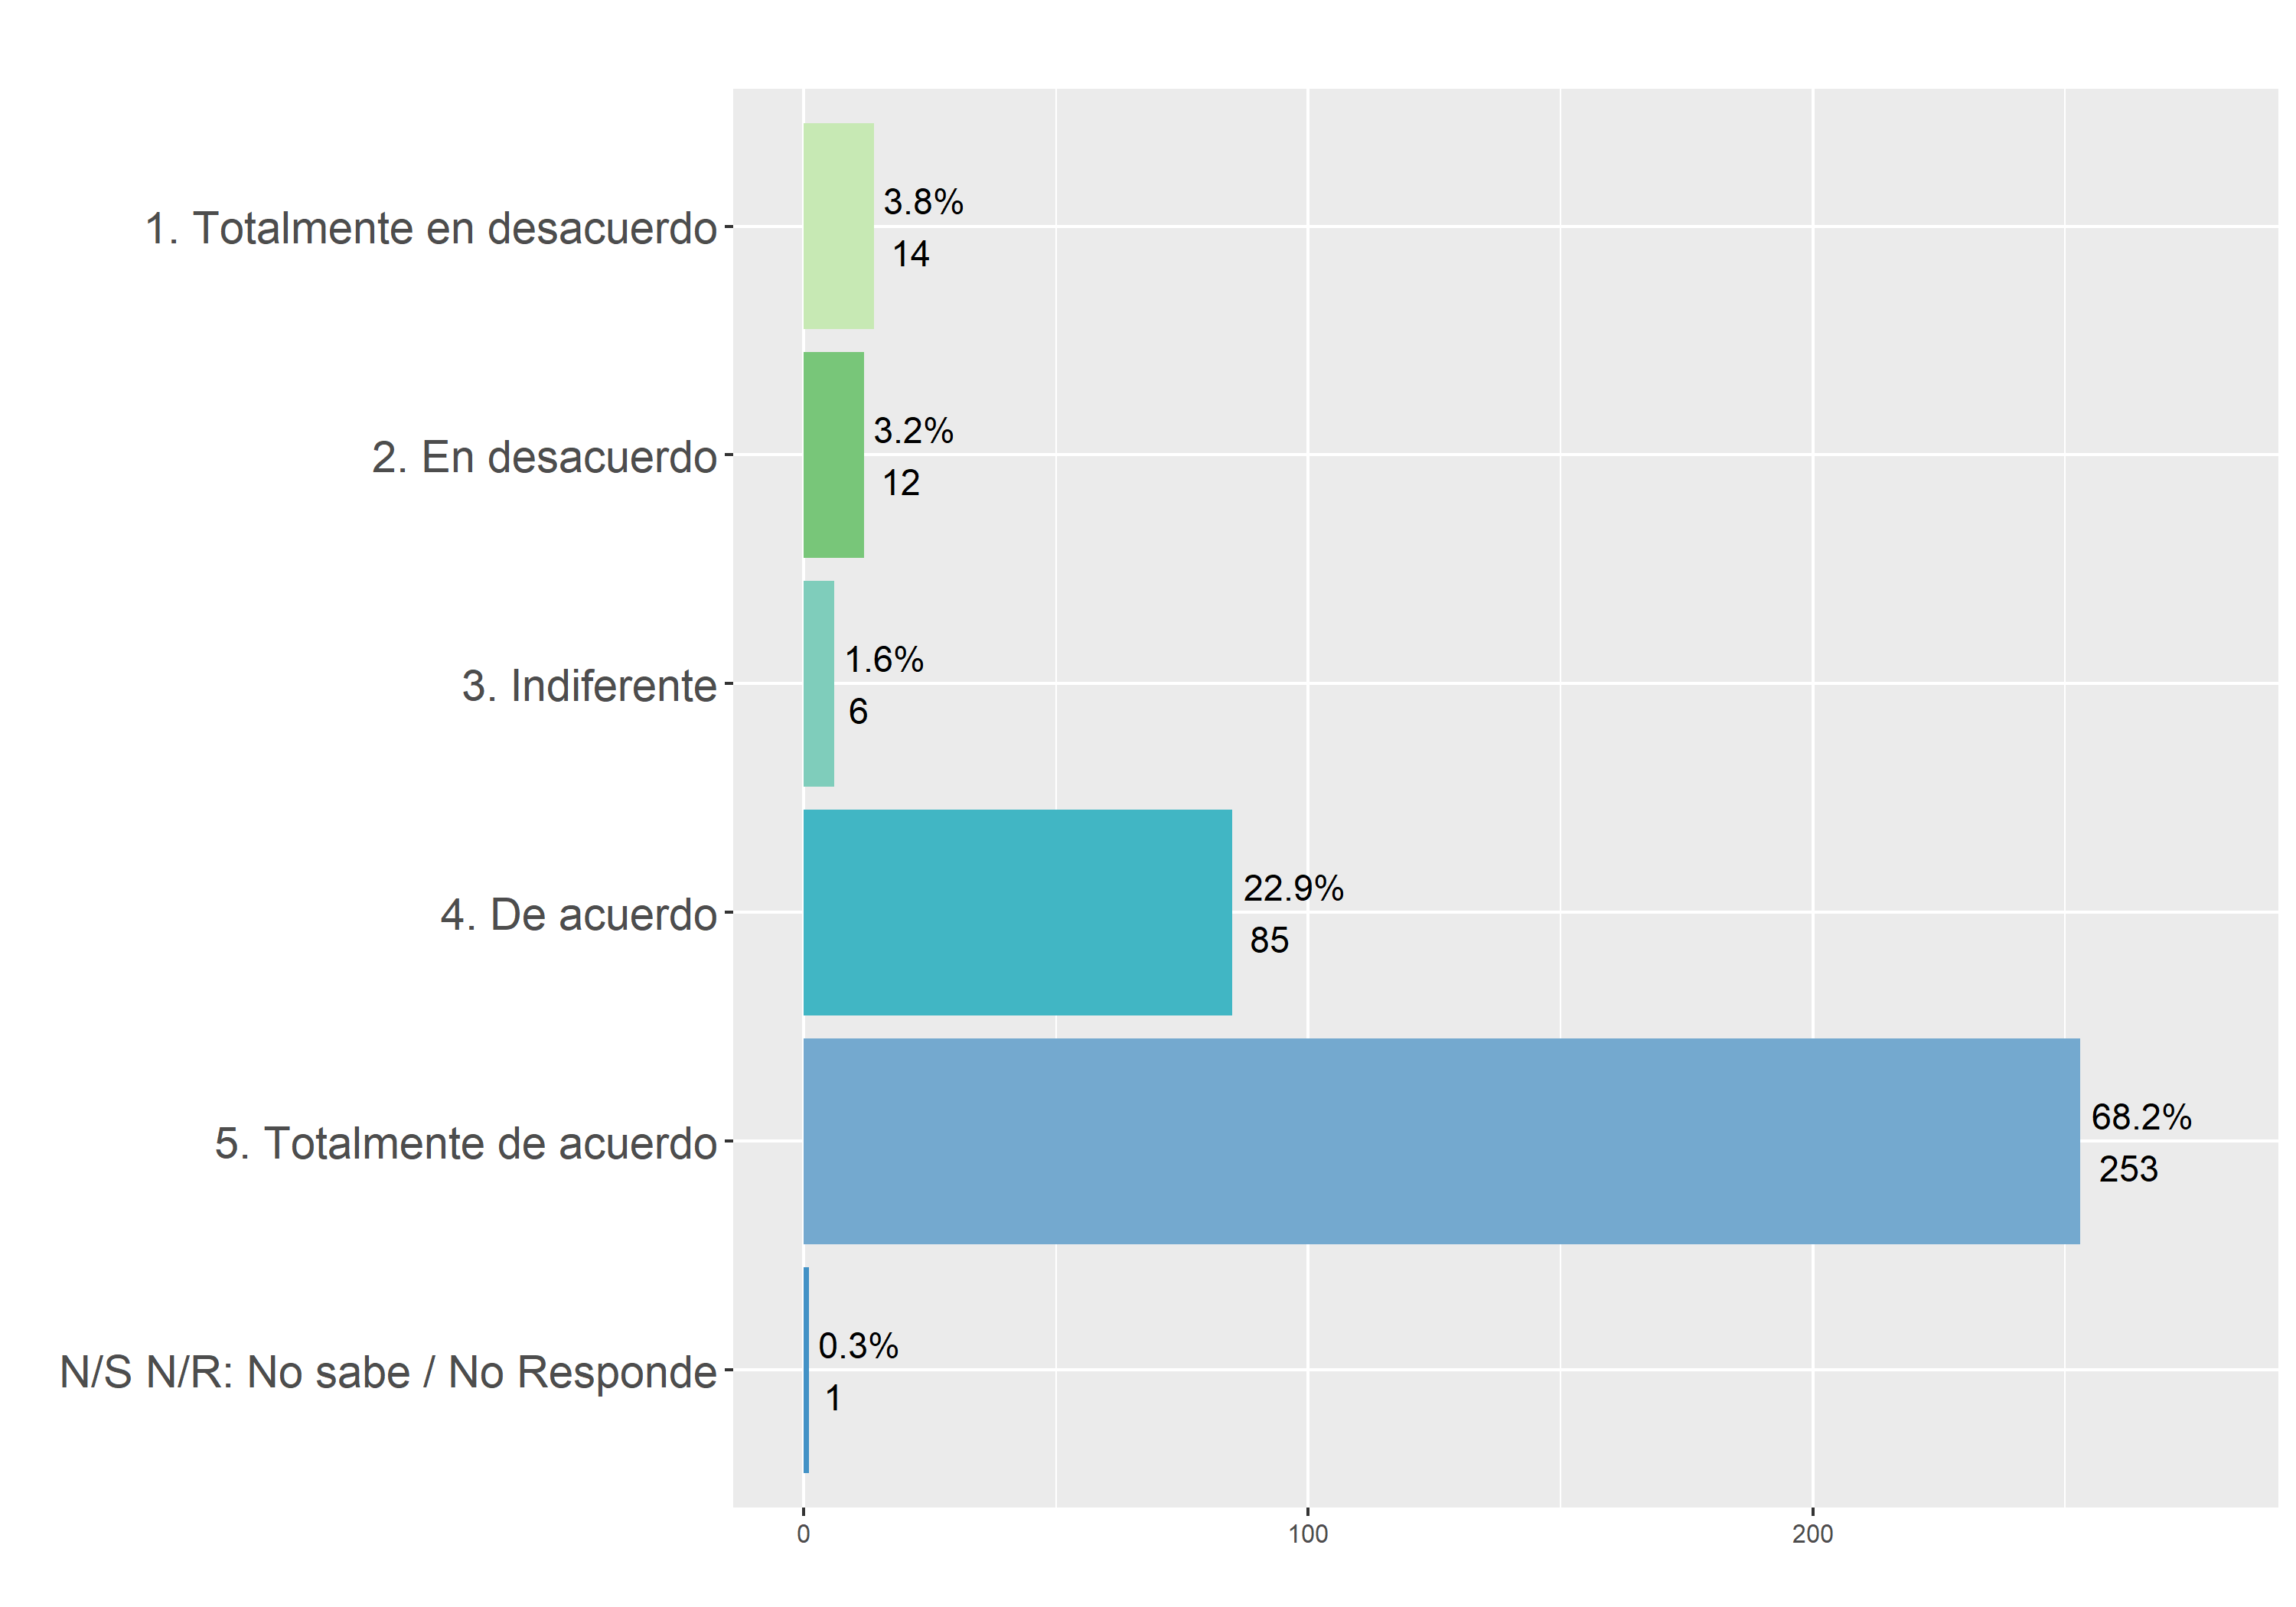 1. Totalmente en desacuerdo
3.8%
14
2. En desacuerdo
3.2%
12
3. Indiferente
1.6%
6
4. De acuerdo
22.9%
85
5. Totalmente de acuerdo
68.2%
253
N/S N/R: No sabe / No Responde
0.3%
1
0 100 200